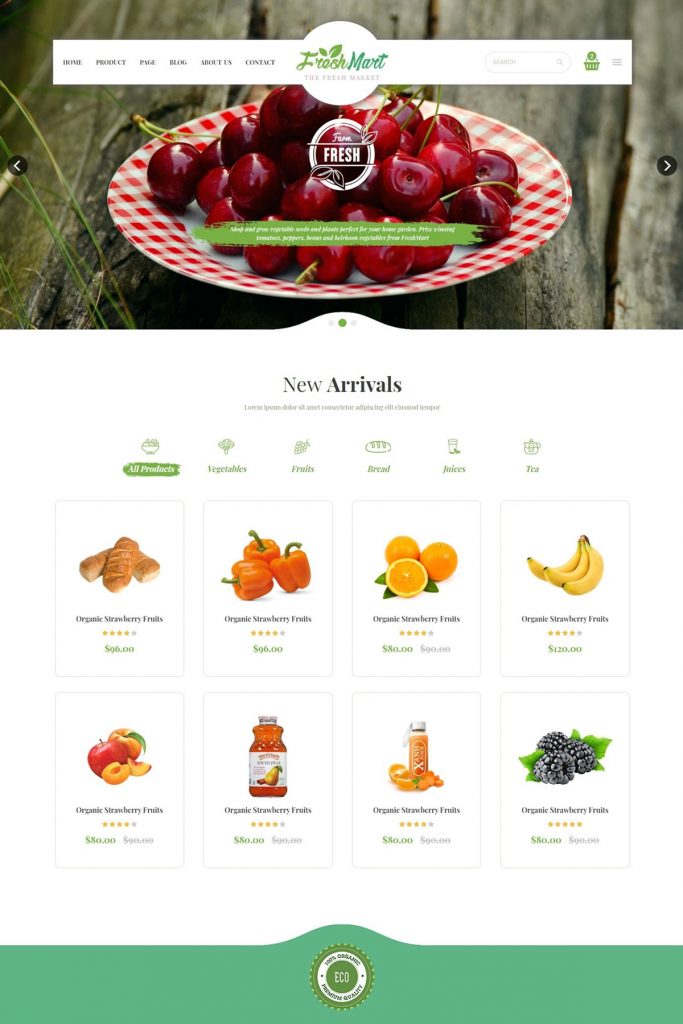 HOME PRODUCT PAGE BLOG ABOUT US CONTACT
FreshMart
THE FRESH MARKET
SEARCH
2
Farm
FRESH
Shop and grow vegetable seeds and plants perfect for your home garden. Prize winning
tomatoes, peppers, beans and heirloom vegetables from FreshMart
New Arrivals
Lorem ipsum dolor sit amet consectetur adipiscing elit eiusmod tempor
All Products Vegetables Fruits Bread Juices Tea
Organic Strawberry Fruits Organic Strawberry Fruits Organic Strawberry Fruits Organic Strawberry Fruits
$96.00 $96.00 $80.00 $90.00 $120.00
Organic Strawberry Fruits Organic Strawberry Fruits Organic Strawberry Fruits Organic Strawberry Fruits
$80.00 $90.00 $80.00 $90.00 $80.00 $90.00 $80.00 $90.00
100% ORGANIC
ECO
PREMIUM QUALITY